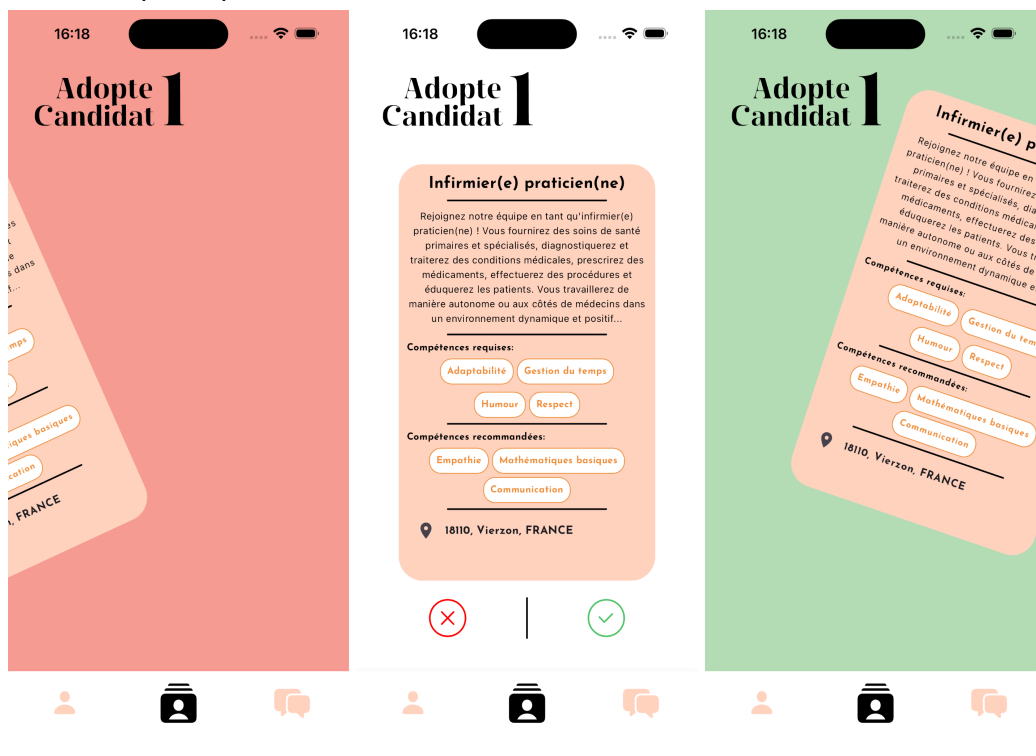 16:18
Adopte
Candidat 1
es
t
e
s dans
f...
mps
iques basiques
cation
, FRANCE
16:18
Adopte
Candidat 1
Infirmier(e) praticien(ne)
Rejoignez notre équipe en tant qu'infirmier(e)
praticien(ne) ! Vous fournirez des soins de santé
primaires et spécialisés, diagnostiquerez et
traiterez des conditions médicales, prescrirez des
médicaments, effectuerez des procédures et
éduquerez les patients. Vous travaillerez de
manière autonome ou aux côtés de médecins dans
un environnement dynamique et positif...
Compétences requises:
Adaptabilité Gestion du temps
Humour Respect
Compétences recommandées:
Empathie Mathématiques basiques
Communication
18110, Vierzon, FRANCE
16:18
Adopte
Candidat 1
Infirmier(e) p
Rejoignez notre équipe en
praticien(ne) ! Vous fournirez
primaires et spécialisés, dia
traiterez des conditions médica
médicaments, effectuerez des
éduquerez les patients. Vous tr
manière autonome ou aux côtés de
un environnement dynamique e
Compétences requises:
Adaptabilité Gestion du tem
Humour Respect
Compétences recommandées:
Empathie Mathématiques basiques
Communication
18110, Vierzon, FRANCE